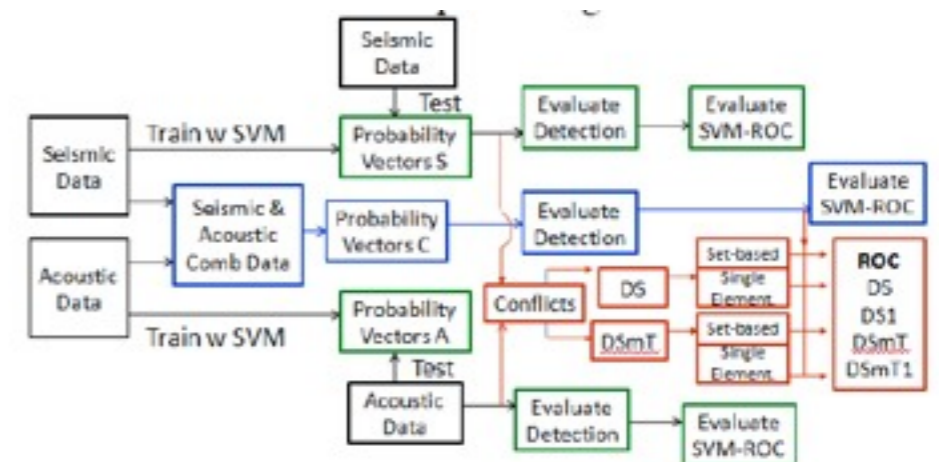 Seismic
Data
Test
Evaluate
Detection
Evaluate
SVM-ROC
Train w SVM
Probability
Vectors S
Seismic
Data
Seismic &
Acoustic
Comb Data
Probability
Vectors C
Evaluate
Detection
Evaluate
SVM-ROC
Acoustic
Data
Train w SVM
Probability
Vectors A
Conflicts
DS
DSmT
Set-based
Single
Element
Set-based
Single
Element
ROC
DS
DS1
DSmT
DSmT1
Test
Acoustic
Data
Evaluate
Detection
Evaluate
SVM-ROC